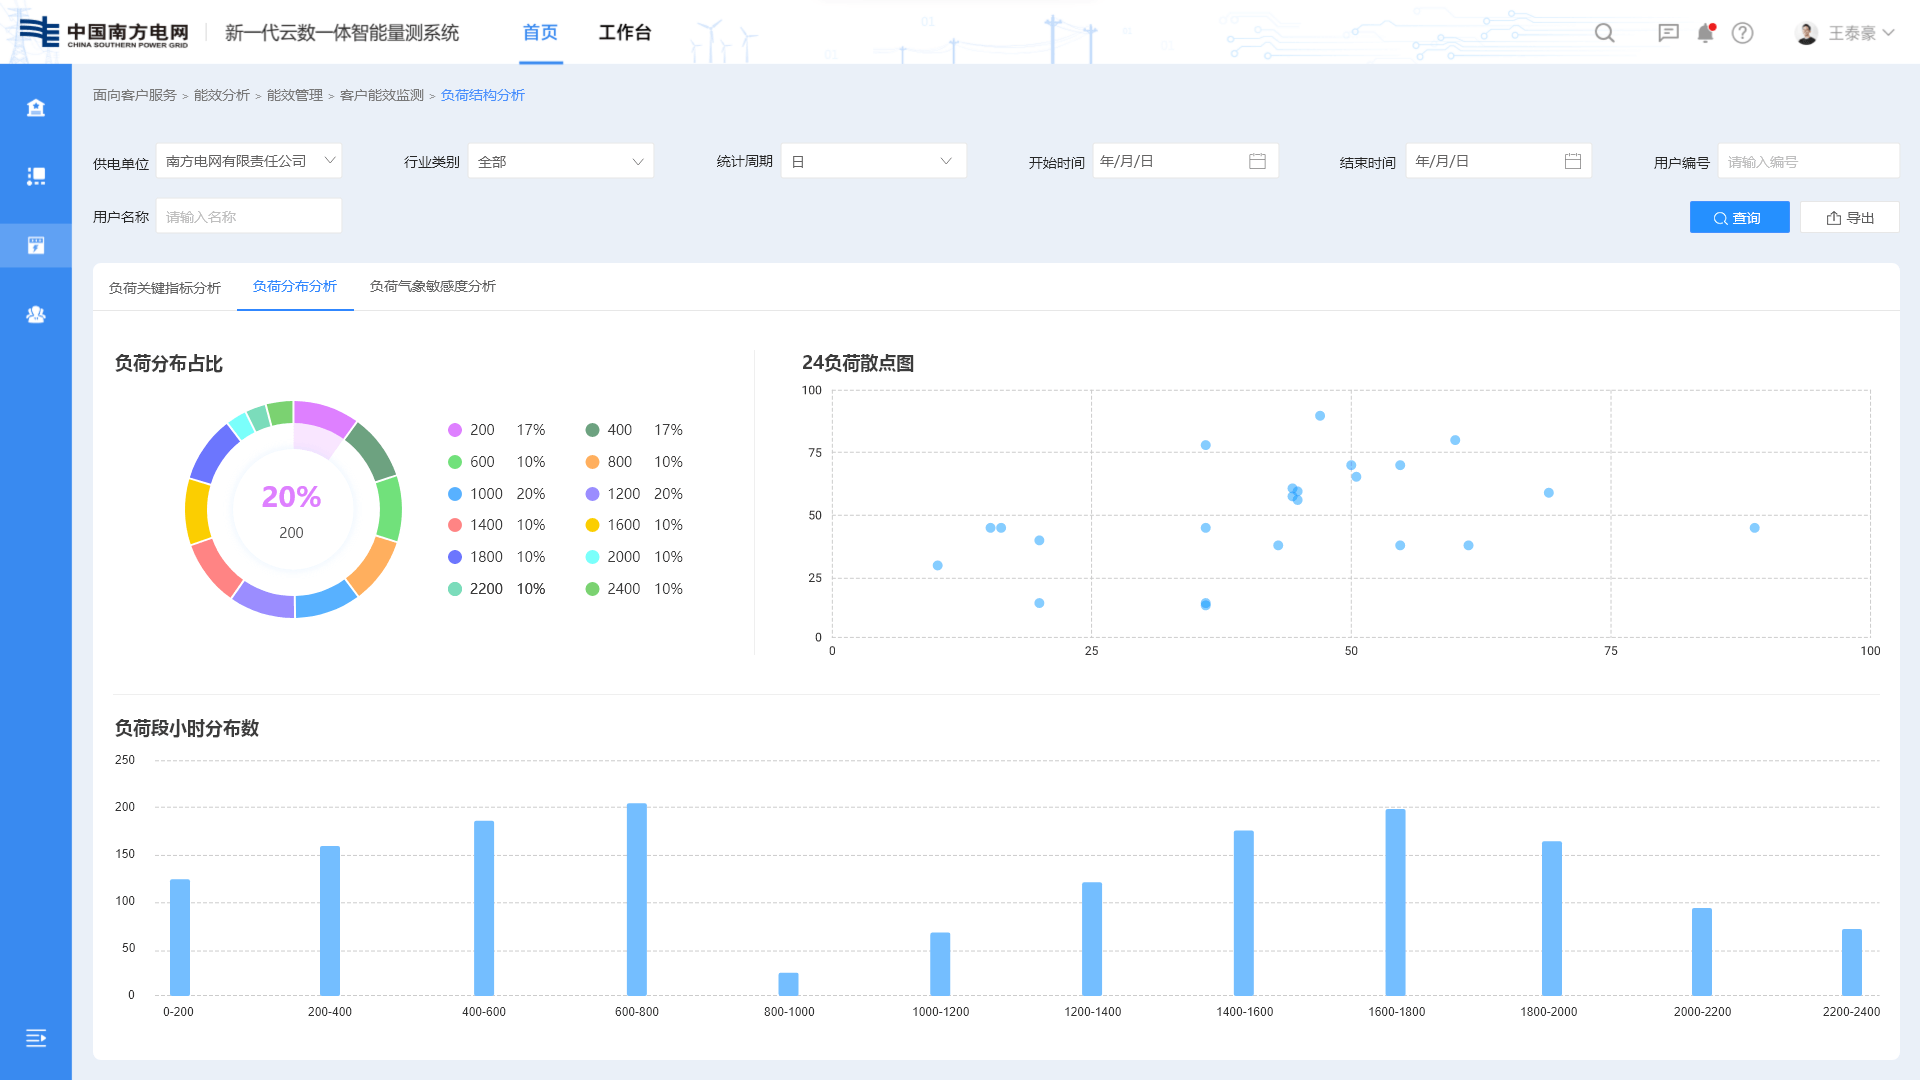 中国南方电网 新一代云数一体智能量测系统 首页 工作台 王泰豪
CHINA SOUTHERN POWER GRID
面向客户服务 > 能效分析 > 能效管理 > 客户能效监测 > 负荷结构分析
供电单位 南方电网有限责任公司 行业类别 全部 统计周期 日 开始时间 年/月/日 结束时间 年/月/日 用户编号 请输入编号
用户名称 请输入名称 查询 导出
负荷关键指标分析 负荷分布分析 负荷气象敏感度分析
负荷分布占比
20%
200
200 17% 400 17%
600 10% 800 10%
1000 20% 1200 20%
1400 10% 1600 10%
1800 10% 2000 10%
2200 10% 2400 10%
24负荷散点图
100
75
50
25
0
0 25 50 75 100
负荷段小时分布数
250
200
150
100
50
0
0-200 200-400 400-600 600-800 800-1000 1000-1200 1200-1400 1400-1600 1600-1800 1800-2000 2000-2200 2200-2400